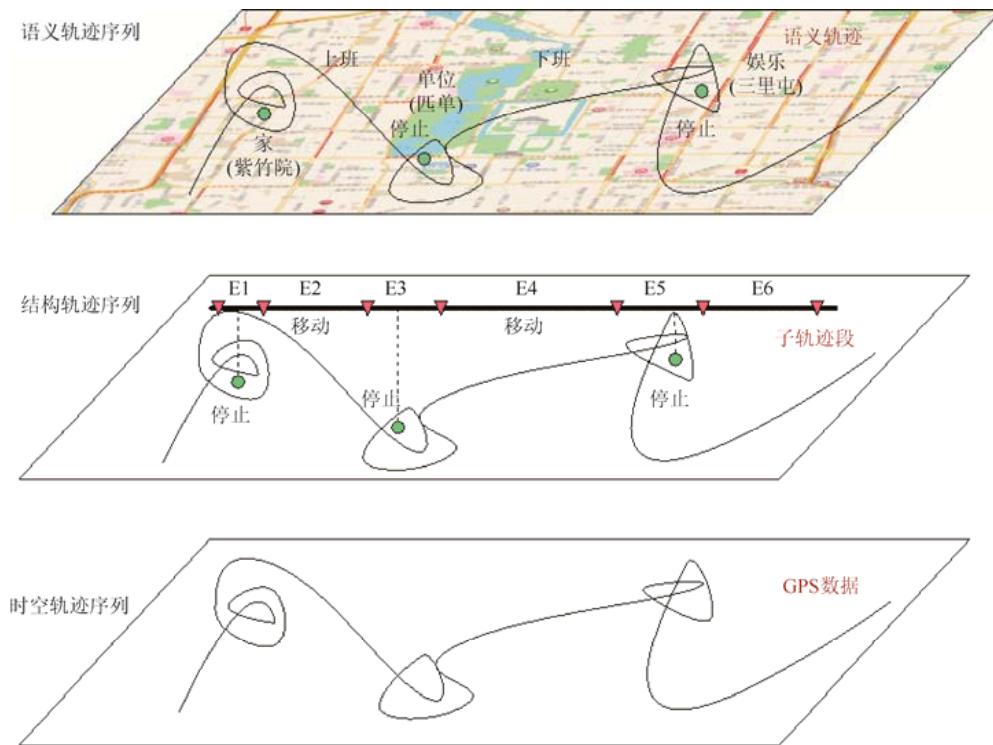 语义轨迹序列
上班
下班
语义轨迹
单位
(匹单)
停止
娱乐
(三里屯)
停止
家
(紫竹院)
结构轨迹序列
E1 E2 E3 E4 E5 E6
移动 移动
子轨迹段
停止 停止 停止
GPS数据
时空轨迹序列